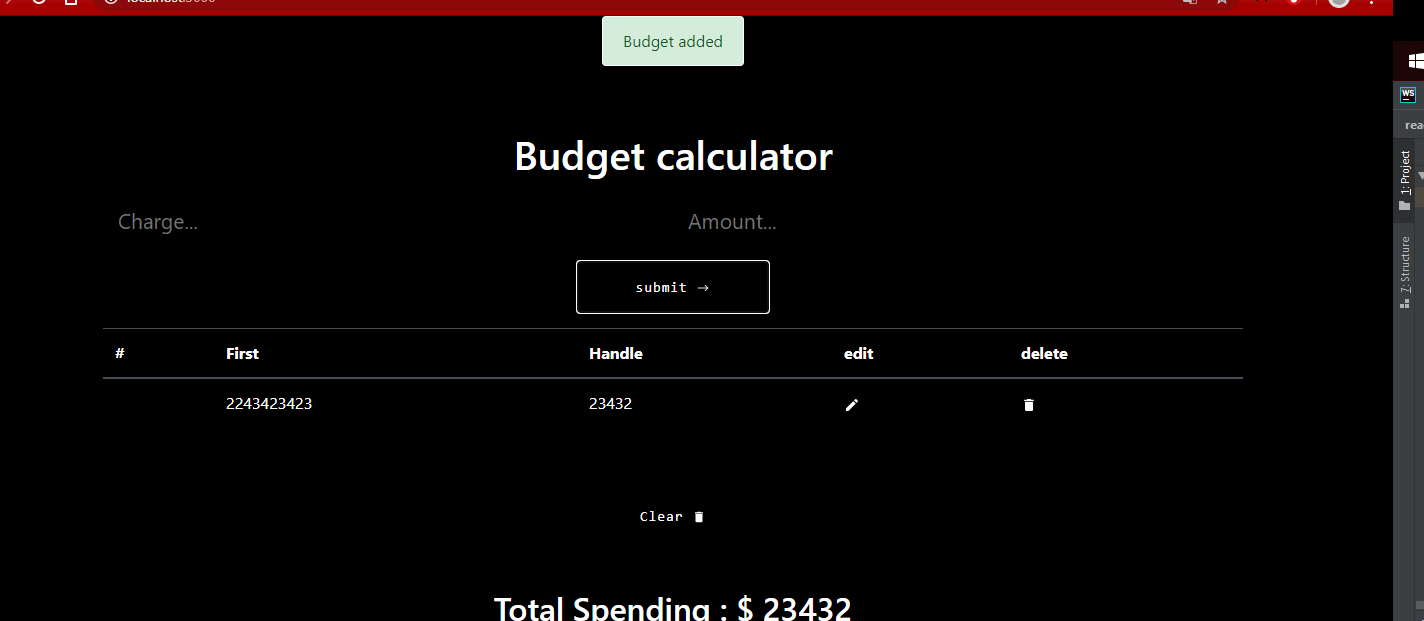 localhost:3000
Budget added
WS
rea
Budget calculator
1: Project
Charge...
Amount...
7: Structure
submit →
# First Handle edit delete
2243423423 23432
Clear
Total Spending : $ 23432